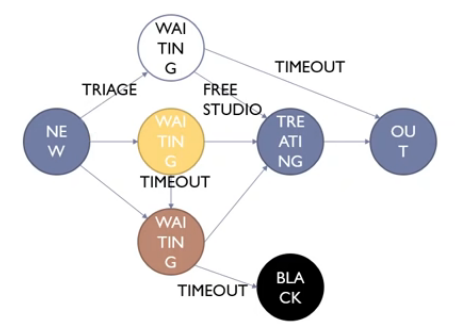 WAI
TIN
G
TIMEOUT
TRIAGE
FREE
STUDIO
NE
W
WAI
TIN
G
TRE
ATI
NG
OU
T
TIMEOUT
WAI
TIN
G
TIMEOUT
BLA
CK